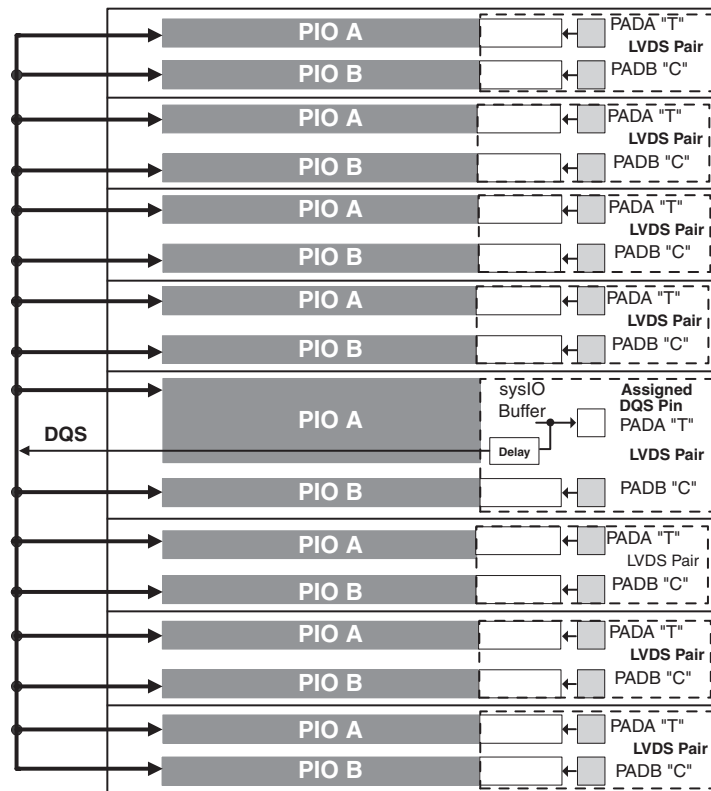 PIO A PADA "T"
LVDS Pair
PIO B PADB "C"
PIO A PADA "T"
LVDS Pair
PIO B PADB "C"
PIO A PADA "T"
LVDS Pair
PIO B PADB "C"
PIO A PADA "T"
LVDS Pair
PIO B PADB "C"
sysIO Assigned
Buffer DQS Pin
PIO A PADA "T"
DQS Delay LVDS Pair
PIO B PADB "C"
PIO A PADA "T"
LVDS Pair
PIO B PADB "C"
PIO A PADA "T"
LVDS Pair
PIO B PADB "C"
PIO A PADA "T"
LVDS Pair
PIO B PADB "C"